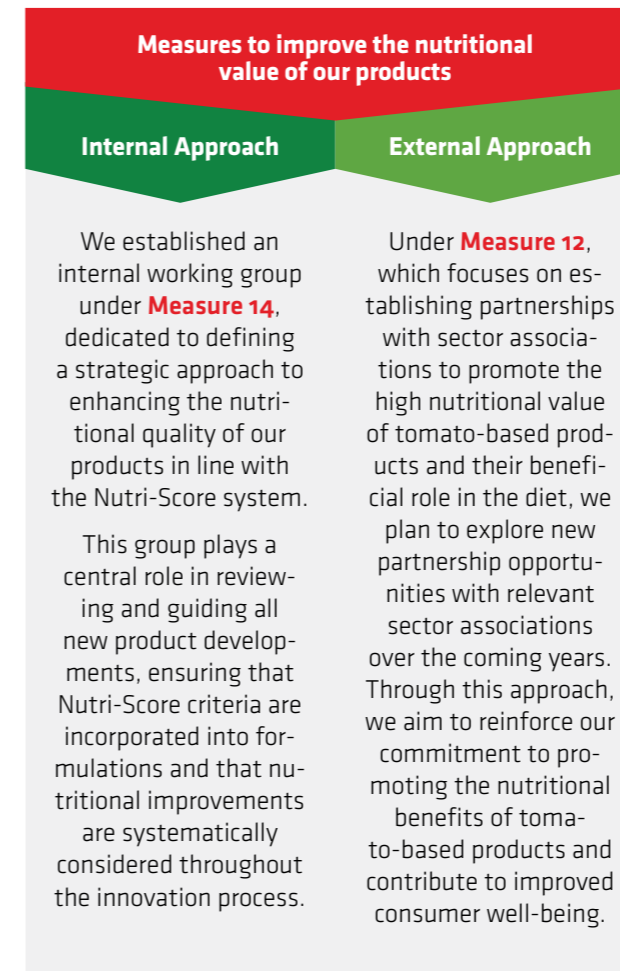 Measures to improve the nutritional
value of our products
Internal Approach
We established an
internal working group
under Measure 14,
dedicated to defining
a strategic approach to
enhancing the nutri-
tional quality of our
products in line with
the Nutri-Score system.
This group plays a
central role in review-
ing and guiding all
new product develop-
ments, ensuring that
Nutri-Score criteria are
incorporated into for-
mulations and that nu-
tritional improvements
are systematically
considered throughout
the innovation process.
External Approach
Under Measure 12,
which focuses on es-
tablishing partnerships
with sector associa-
tions to promote the
high nutritional value
of tomato-based prod-
ucts and their benefi-
cial role in the diet, we
plan to explore new
partnership opportu-
nities with relevant
sector associations
over the coming years.
Through this approach,
we aim to reinforce our
commitment to pro-
moting the nutritional
benefits of toma-
to-based products and
contribute to improved
consumer well-being.